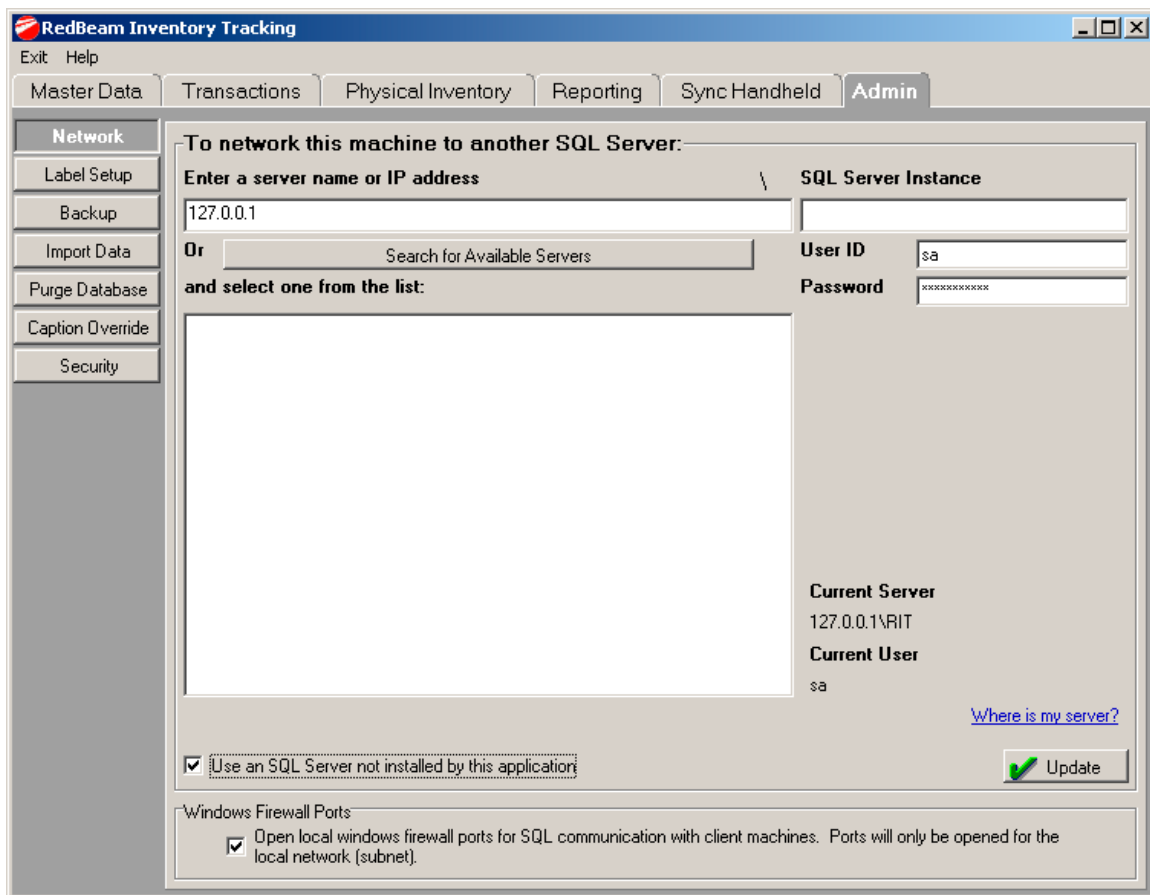 RedBeam Inventory Tracking
Exit Help
Master Data Transactions Physical Inventory Reporting Sync Handheld Admin
Network
Label Setup
Backup
Import Data
Purge Database
Caption Override
Security
To network this machine to another SQL Server:
Enter a server name or IP address \ SQL Server Instance
127.0.0.1
Or Search for Available Servers User ID sa
and select one from the list: Password xxxxxxxxxxx
Current Server
127.0.0.1\RIT
Current User
sa
Where is my server?
Use an SQL Server not installed by this application
Update
Windows Firewall Ports
Open local windows firewall ports for SQL communication with client machines. Ports will only be opened for the
local network (subnet).